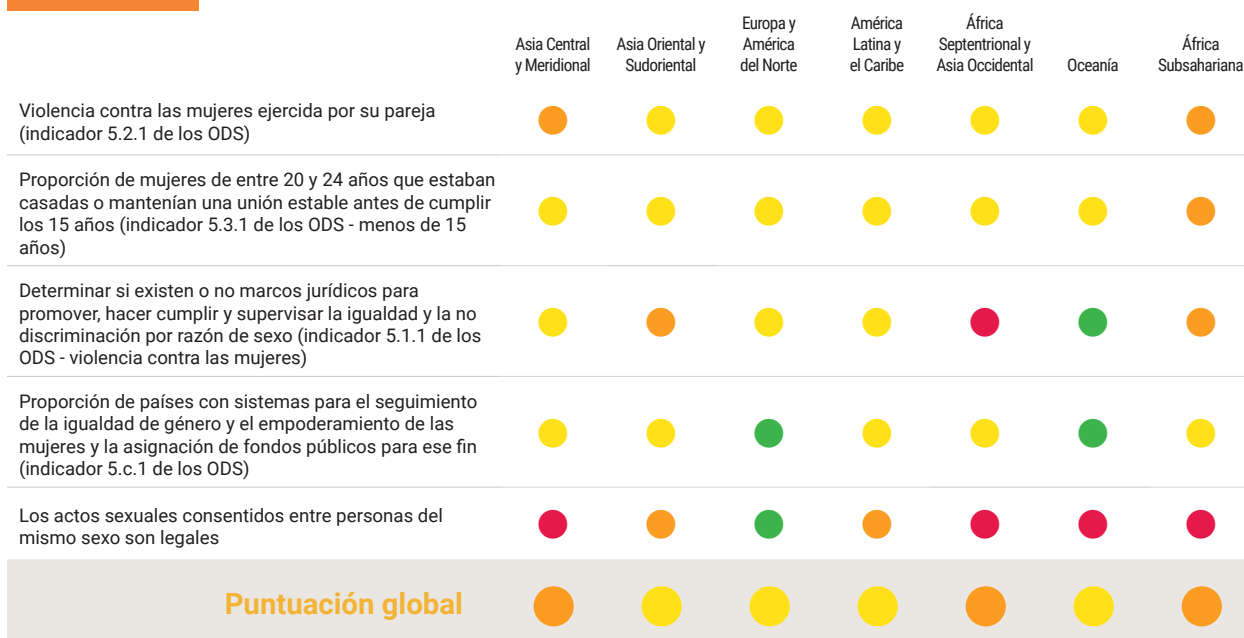 Asia Central
y Meridional
Asia Oriental y
Sudoriental
Europa y
América
del Norte
América
Latina y
el Caribe
África
Septentrional y
Asia Occidental
Oceanía
África
Subsahariana
Violencia contra las mujeres ejercida por su pareja
(indicador 5.2.1 de los ODS)
Proporción de mujeres de entre 20 y 24 años que estaban
casadas o mantenían una unión estable antes de cumplir
los 15 años (indicador 5.3.1 de los ODS - menos de 15
años)
Determinar si existen o no marcos jurídicos para
promover, hacer cumplir y supervisar la igualdad y la no
discriminación por razón de sexo (indicador 5.1.1 de los
ODS - violencia contra las mujeres)
Proporción de países con sistemas para el seguimiento
de la igualdad de género y el empoderamiento de las
mujeres y la asignación de fondos públicos para ese fin
(indicador 5.c.1 de los ODS)
Los actos sexuales consentidos entre personas del
mismo sexo son legales
Puntuación global